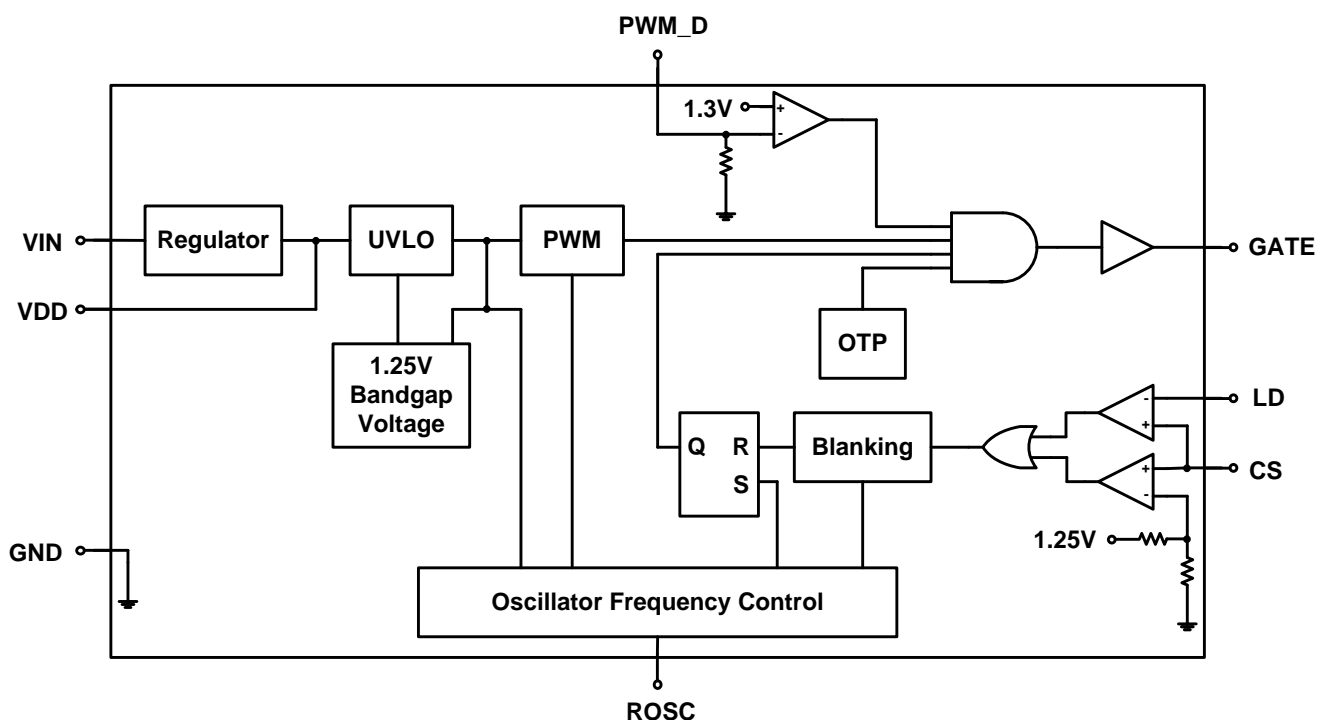 PWM_D
1.3V
+
-
VIN
Regulator
UVLO
PWM
GATE
VDD
OTP
1.25V
Bandgap
Voltage
LD
-
+
Q
R
S
Blanking
CS
+
-
1.25V
GND
Oscillator Frequency Control
ROSC